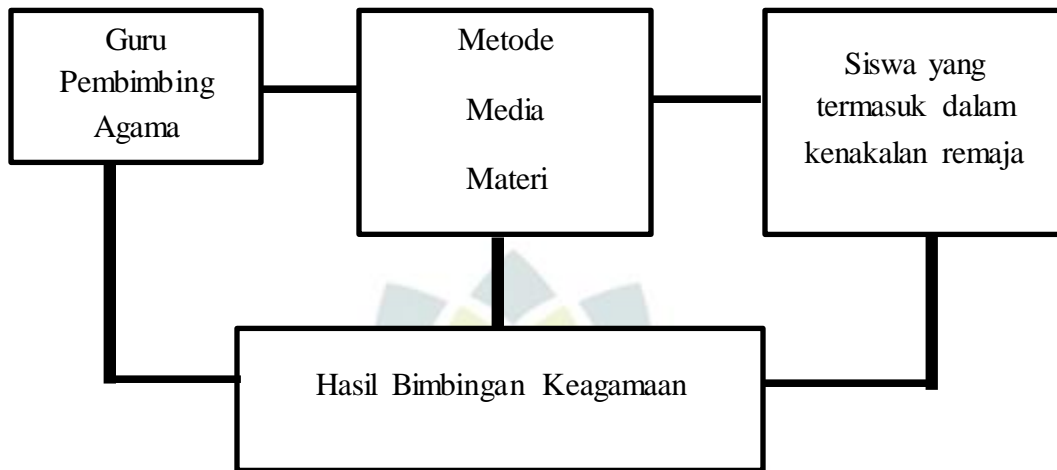 Guru
Pembimbing
Agama
Metode
Media
Materi
Siswa yang
termasuk dalam
kenakalan remaja
Hasil Bimbingan Keagamaan